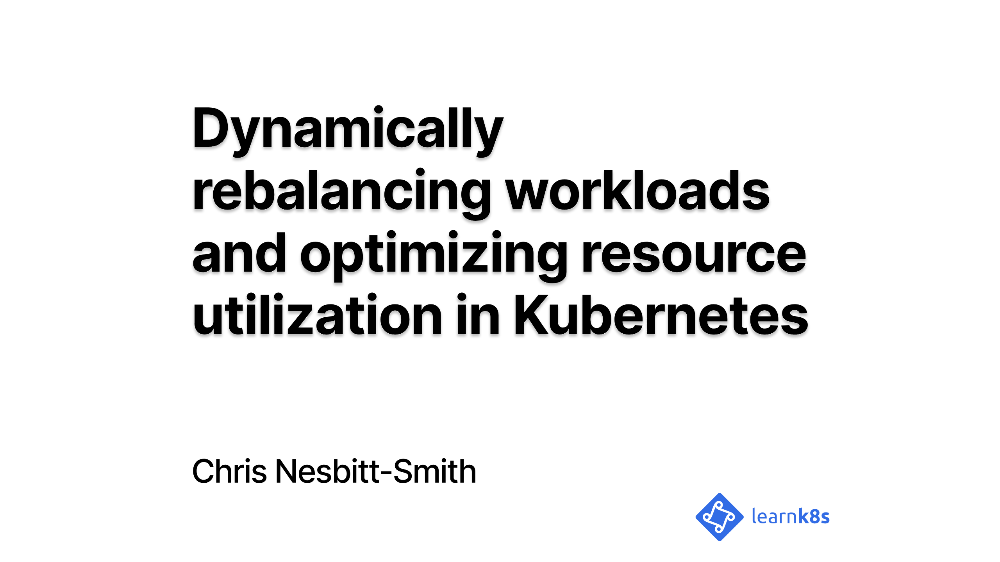 Dynamically
rebalancing workloads
and optimizing resource
utilization in Kubernetes
Chris Nesbitt-Smith
learnk8s